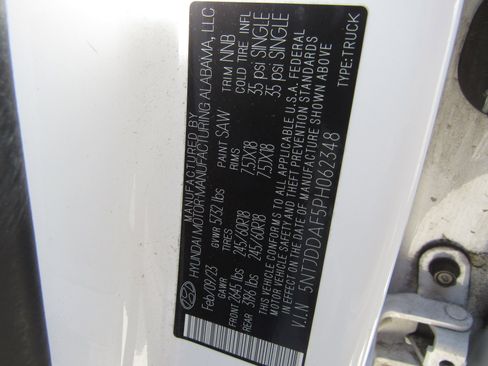 MANUFACTURED BY
HYUNDAI MOTOR MANUFACTURING ALABAMA, LLC
Feb/09/23 GVWR 5732 lbs PAINT SAW TRIM NNB
GAWR TIRES RIMS COLD TIRE INFL
FRONT 2645 lbs 245/60R18 7.5JX18 35 psi SINGLE
REAR 3198 lbs 245/60R18 7.5JX18 35 psi SINGLE
THIS VEHICLE CONFORMS TO ALL APPLICABLE U.S.A. FEDERAL
MOTOR VEHICLE SAFETY, BUMPER, AND THEFT PREVENTION STANDARDS
IN EFFECT ON THE DATE OF MANUFACTURE SHOWN ABOVE
V.I.N 5NTJDDAF5PH062348 TYPE:TRUCK